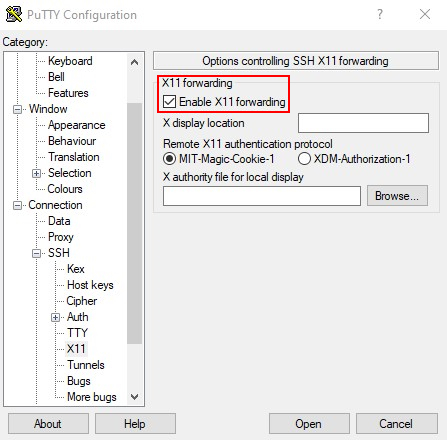 PuTTY Configuration
?
Category:
Keyboard
Bell
Features
Window
Appearance
Behaviour
Translation
Selection
Colours
Connection
Data
Proxy
SSH
Kex
Host keys
Cipher
Auth
TTY
X11
Tunnels
Bugs
More bugs
Options controlling SSH X11 forwarding
X11 forwarding
Enable X11 forwarding
X display location
Remote X11 authentication protocol
MIT-Magic-Cookie-1 XDM-Authorization-1
X authority file for local display
Browse...
About Help Open Cancel